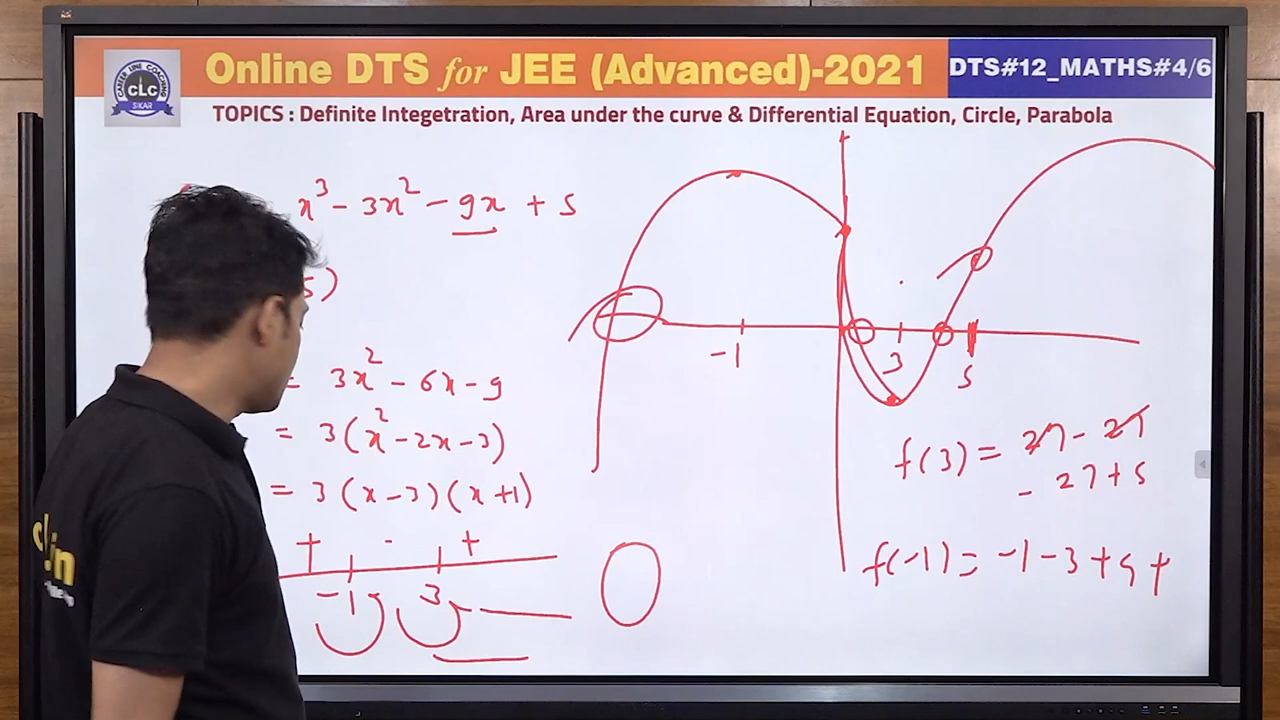 Online DTS for JEE (Advanced)-2021
DTS#12_MATHS#4/6
CAREER LINE COACHING
CLC
SIKAR
TOPICS : Definite Integetration, Area under the curve & Differential Equation, Circle, Parabola
x³ - 3x² - 9x + 5
5)
= 3x² - 6x - 9
= 3(x² - 2x - 3)
= 3(x-3)(x+1)
+ - +
-1 3
-1 3 5
f(3) = 27 - 27
- 27 + 5
f(-1) = -1 - 3 + 9 +